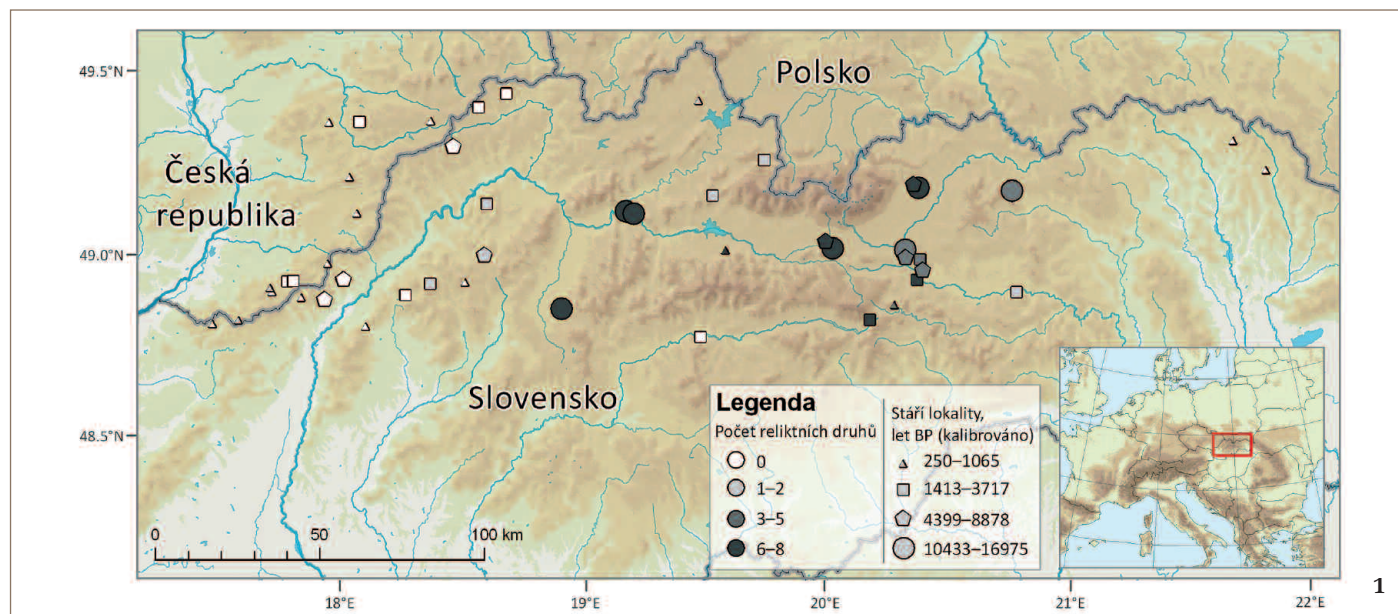 49.5°N
Polsko
Česká
republika
49.0°N
Slovensko
48.5°N
Legenda
Počet reliktních druhů
0
1–2
3–5
6–8
Stáří lokality,
let BP (kalibrováno)
250–1065
1413–3717
4399–8878
10433–16975
0
50
100 km
18°E
19°E
20°E
21°E
22°E
1